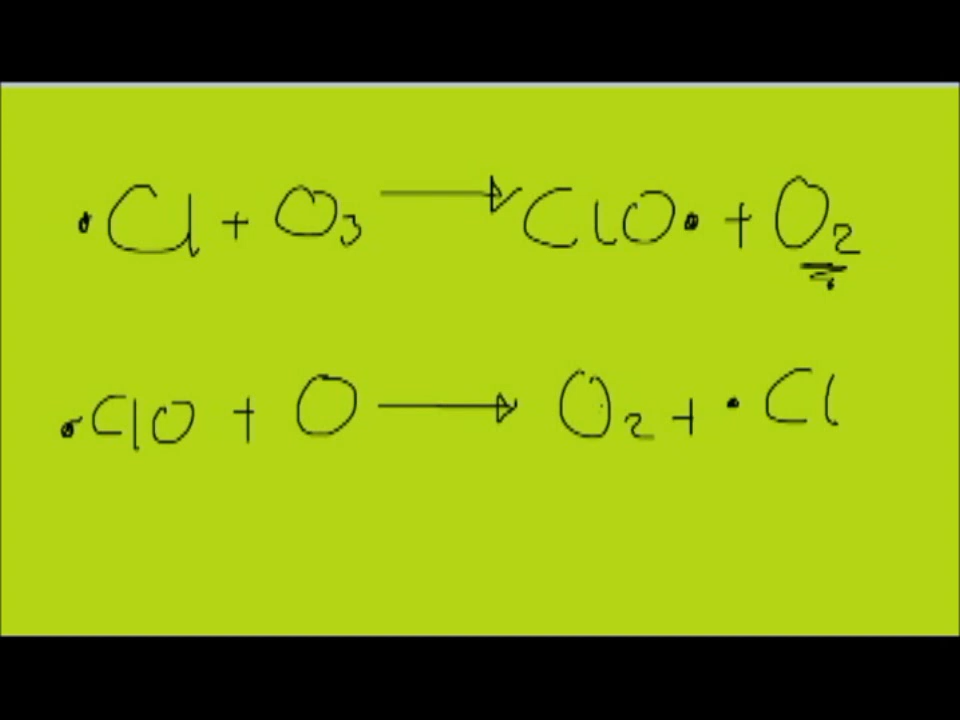 •Cl + O₃ → ClO• + O₂
•ClO + O → O₂ + •Cl